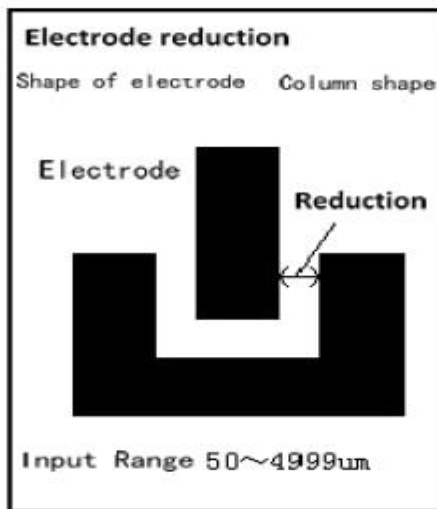 Electrode reduction
Shape of electrode Column shape
Electrode
Reduction
Input Range 50～4999um